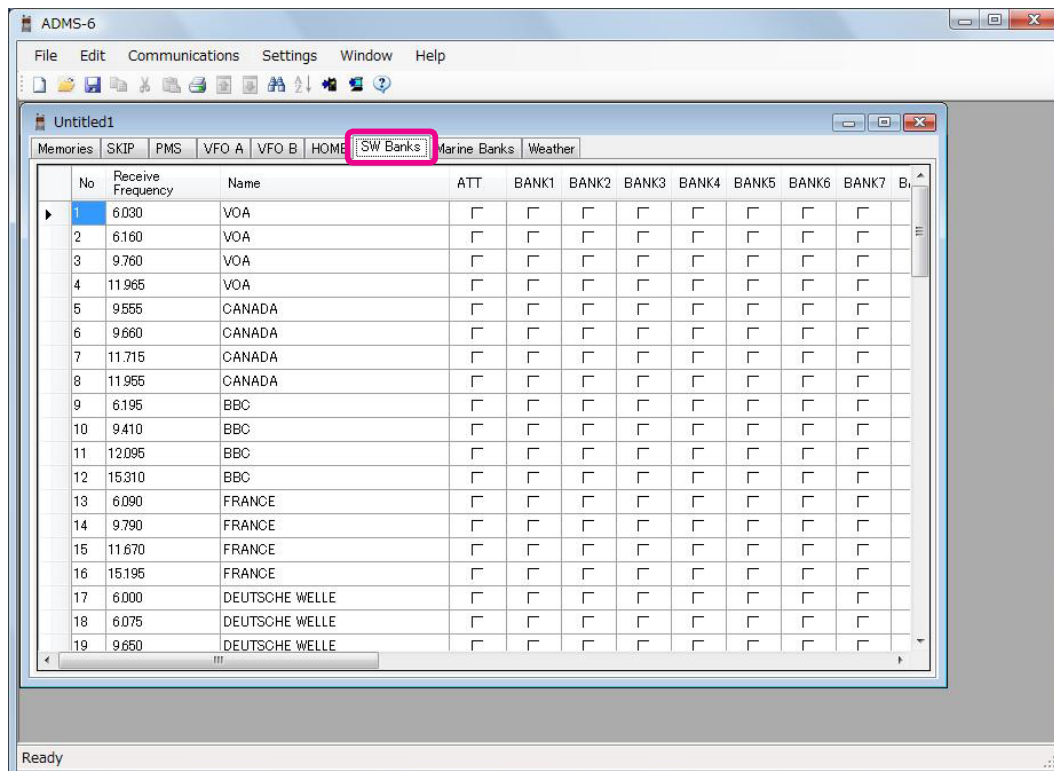 ADMS-6
File Edit Communications Settings Window Help
Untitled1
Memories SKIP PMS VFO A VFO B HOME SW Banks Marine Banks Weather
No Receive Frequency Name ATT BANK1 BANK2 BANK3 BANK4 BANK5 BANK6 BANK7
1 6.030 VOA
2 6.160 VOA
3 9.760 VOA
4 11.965 VOA
5 9.555 CANADA
6 9.660 CANADA
7 11.715 CANADA
8 11.955 CANADA
9 6.195 BBC
10 9.410 BBC
11 12.095 BBC
12 15.310 BBC
13 6.090 FRANCE
14 9.790 FRANCE
15 11.670 FRANCE
16 15.195 FRANCE
17 6.000 DEUTSCHE WELLE
18 6.075 DEUTSCHE WELLE
19 9.650 DEUTSCHE WELLE
Ready